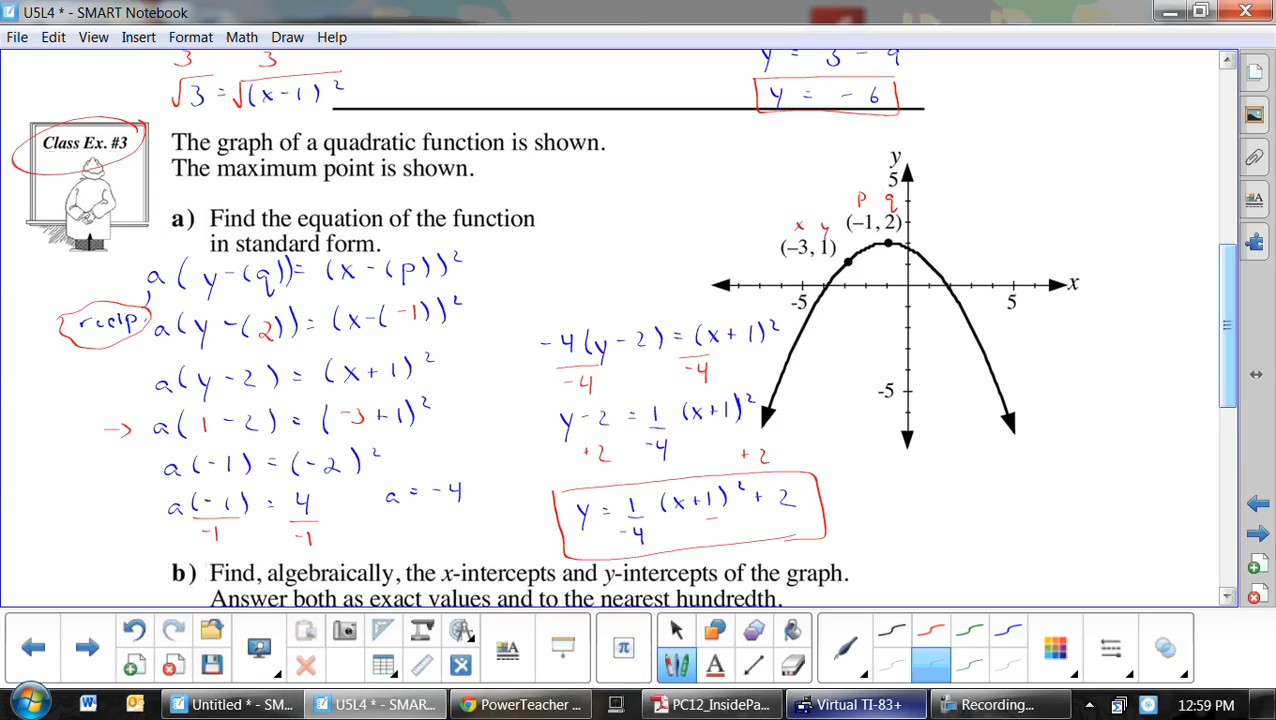 U5L4 * - SMART Notebook
File Edit View Insert Format Math Draw Help
3 3
√3 = √(x-1)²
y = 3 - 9
y = - 6
Class Ex. #3
The graph of a quadratic function is shown.
The maximum point is shown.
a) Find the equation of the function
in standard form.
a(y-(q)) = (x-(p))²
recip.
a(y-(2)) = (x-(-1))²
a(y-2) = (x+1)²
a(1-2) = (-3+1)²
a(-1) = (-2)²
a(-1) = 4 a = -4
-1 -1
-4(y-2) = (x+1)²
-4 -4
y-2 = 1/-4 (x+1)²
+2 +2
y = 1/-4 (x+1)² + 2
y
5
p q
(–1, 2)
x y
(–3, 1)
x
-5 5
-5
b) Find, algebraically, the x-intercepts and y-intercepts of the graph.
Answer both as exact values and to the nearest hundredth.
π
A
Untitled * - SM...
U5L4 * - SMAR...
PowerTeacher ...
PC12_InsidePa...
Virtual TI-83+
Recording...
12:59 PM